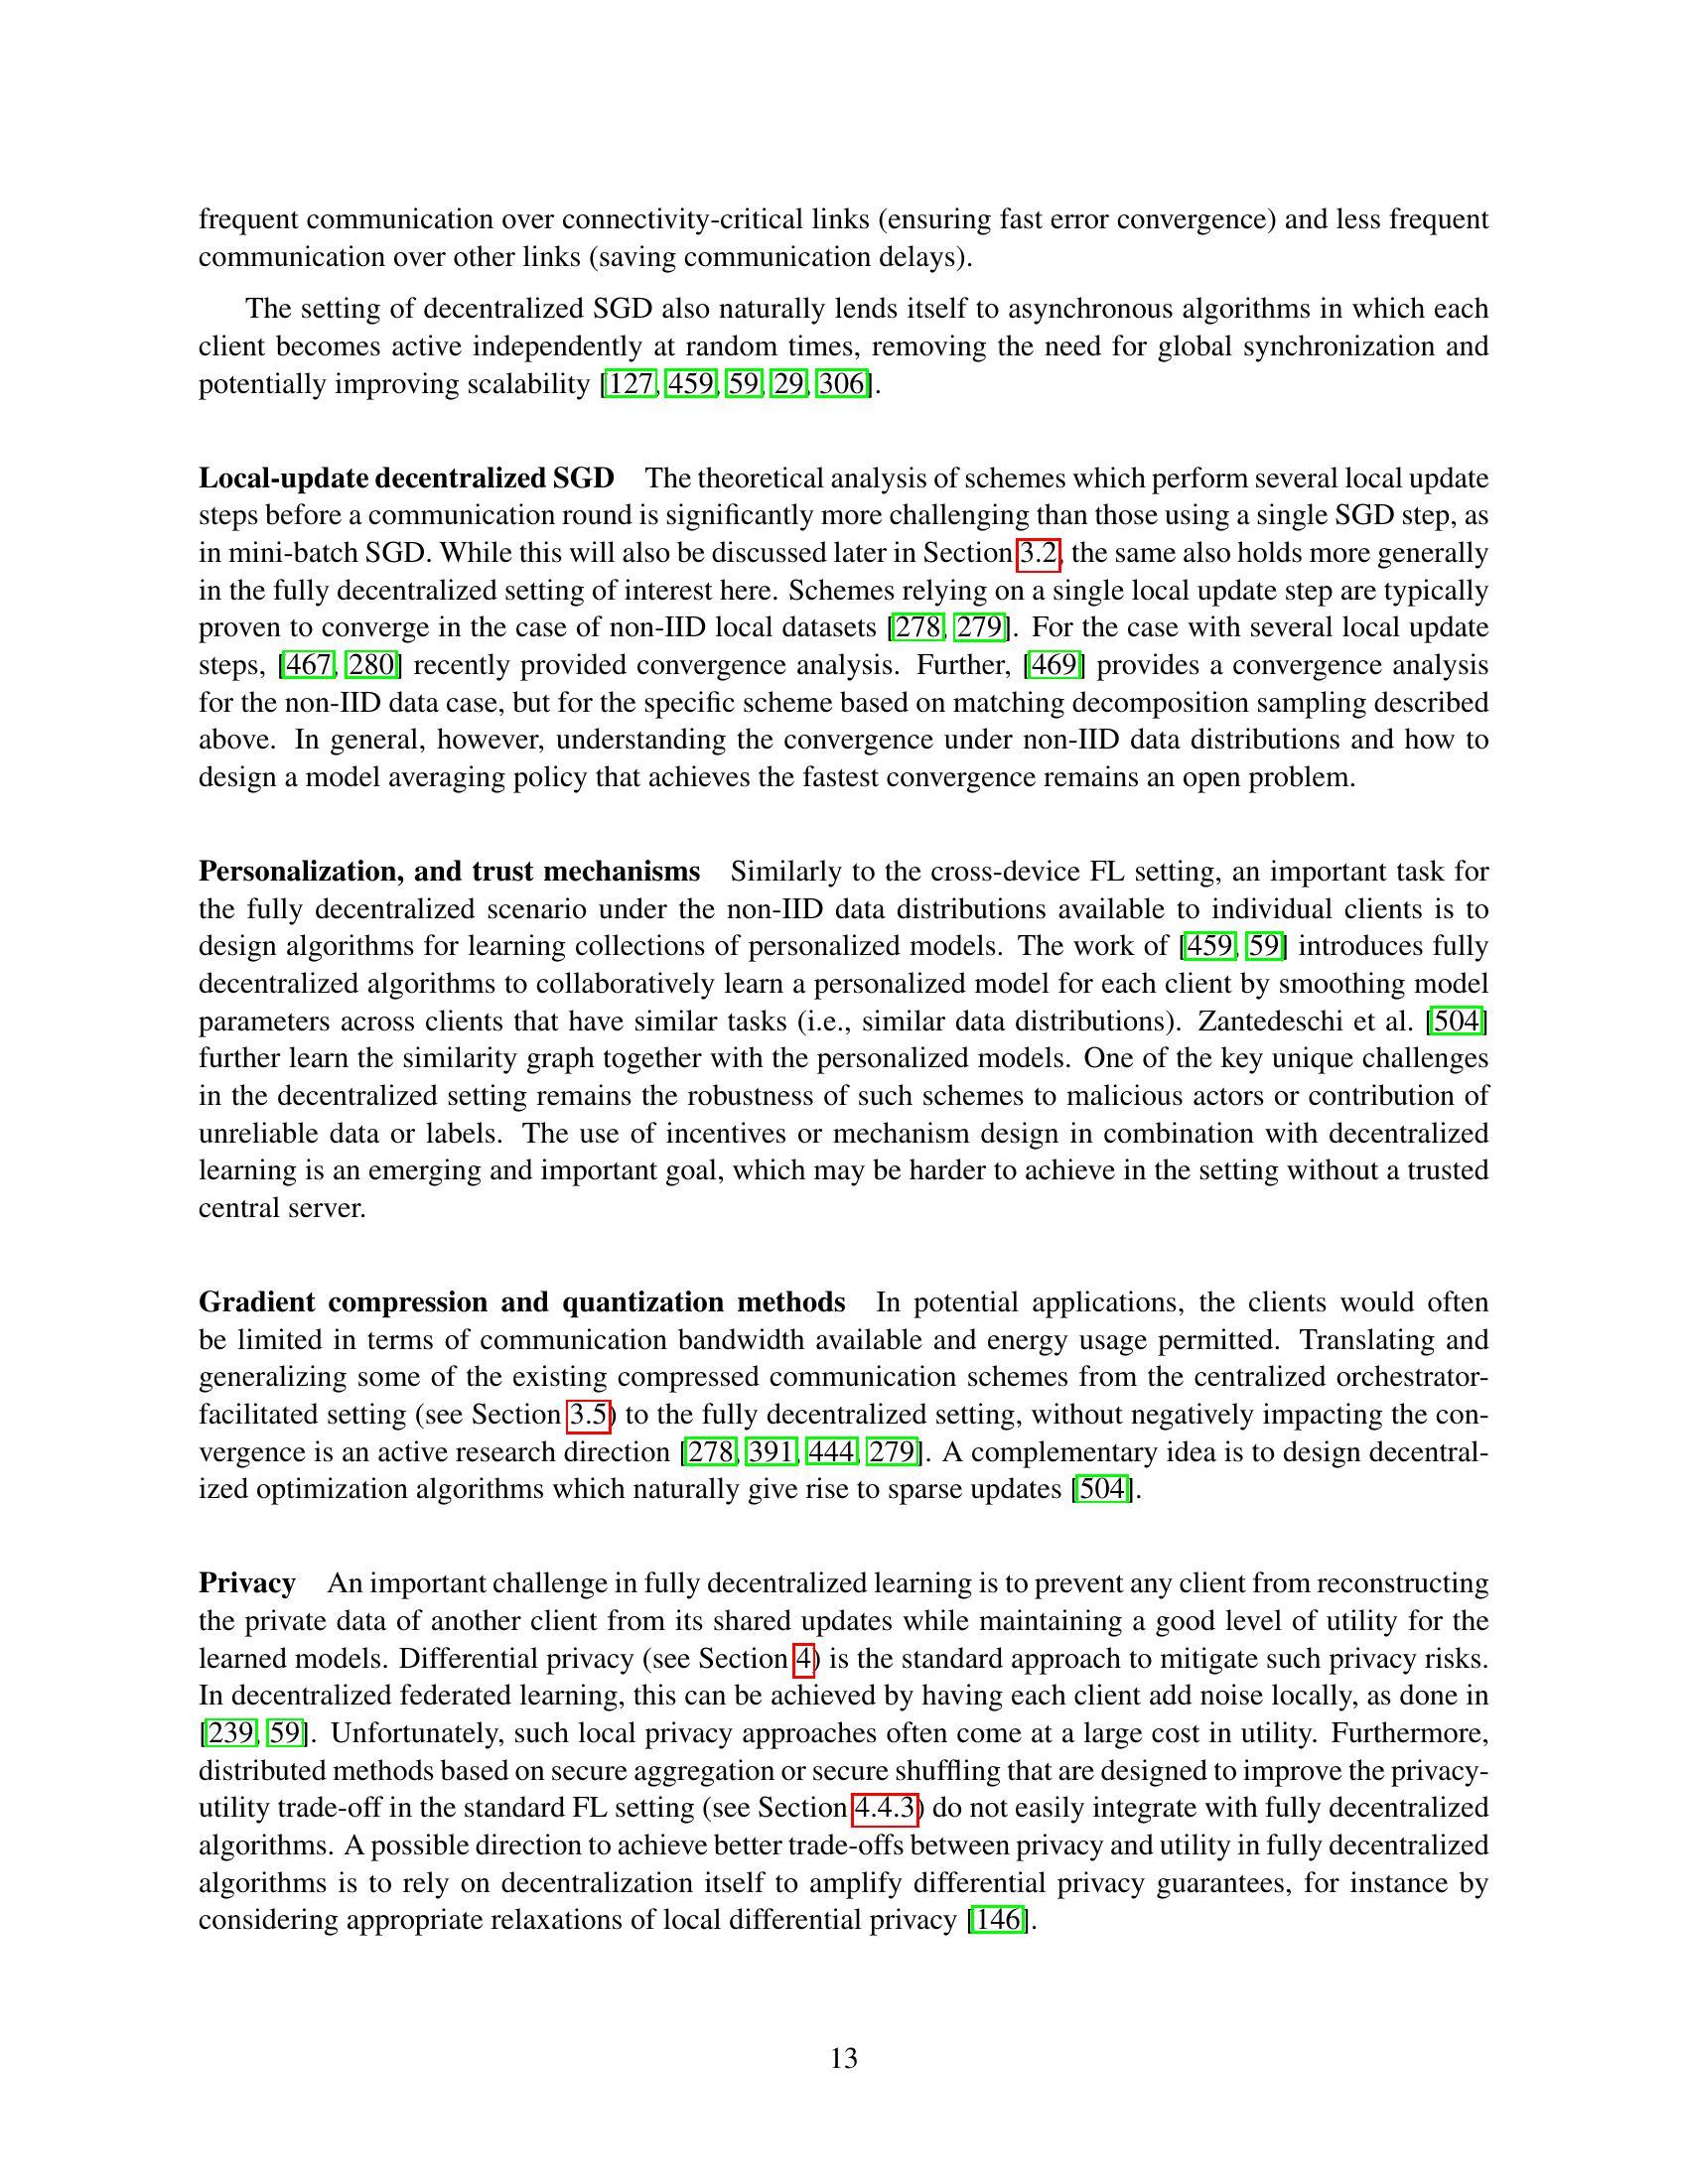 frequent communication over connectivity-critical links (ensuring fast error convergence) and less frequent
communication over other links (saving communication delays).
The setting of decentralized SGD also naturally lends itself to asynchronous algorithms in which each
client becomes active independently at random times, removing the need for global synchronization and
potentially improving scalability [127, 459, 59, 29, 306].
Local-update decentralized SGD The theoretical analysis of schemes which perform several local update
steps before a communication round is significantly more challenging than those using a single SGD step, as
in mini-batch SGD. While this will also be discussed later in Section 3.2, the same also holds more generally
in the fully decentralized setting of interest here. Schemes relying on a single local update step are typically
proven to converge in the case of non-IID local datasets [278, 279]. For the case with several local update
steps, [467, 280] recently provided convergence analysis. Further, [469] provides a convergence analysis
for the non-IID data case, but for the specific scheme based on matching decomposition sampling described
above. In general, however, understanding the convergence under non-IID data distributions and how to
design a model averaging policy that achieves the fastest convergence remains an open problem.
Personalization, and trust mechanisms Similarly to the cross-device FL setting, an important task for
the fully decentralized scenario under the non-IID data distributions available to individual clients is to
design algorithms for learning collections of personalized models. The work of [459, 59] introduces fully
decentralized algorithms to collaboratively learn a personalized model for each client by smoothing model
parameters across clients that have similar tasks (i.e., similar data distributions). Zantedeschi et al. [504]
further learn the similarity graph together with the personalized models. One of the key unique challenges
in the decentralized setting remains the robustness of such schemes to malicious actors or contribution of
unreliable data or labels. The use of incentives or mechanism design in combination with decentralized
learning is an emerging and important goal, which may be harder to achieve in the setting without a trusted
central server.
Gradient compression and quantization methods In potential applications, the clients would often
be limited in terms of communication bandwidth available and energy usage permitted. Translating and
generalizing some of the existing compressed communication schemes from the centralized orchestrator-
facilitated setting (see Section 3.5) to the fully decentralized setting, without negatively impacting the con-
vergence is an active research direction [278, 391, 444, 279]. A complementary idea is to design decentral-
ized optimization algorithms which naturally give rise to sparse updates [504].
Privacy An important challenge in fully decentralized learning is to prevent any client from reconstructing
the private data of another client from its shared updates while maintaining a good level of utility for the
learned models. Differential privacy (see Section 4) is the standard approach to mitigate such privacy risks.
In decentralized federated learning, this can be achieved by having each client add noise locally, as done in
[239, 59]. Unfortunately, such local privacy approaches often come at a large cost in utility. Furthermore,
distributed methods based on secure aggregation or secure shuffling that are designed to improve the privacy-
utility trade-off in the standard FL setting (see Section 4.4.3) do not easily integrate with fully decentralized
algorithms. A possible direction to achieve better trade-offs between privacy and utility in fully decentralized
algorithms is to rely on decentralization itself to amplify differential privacy guarantees, for instance by
considering appropriate relaxations of local differential privacy [146].
13